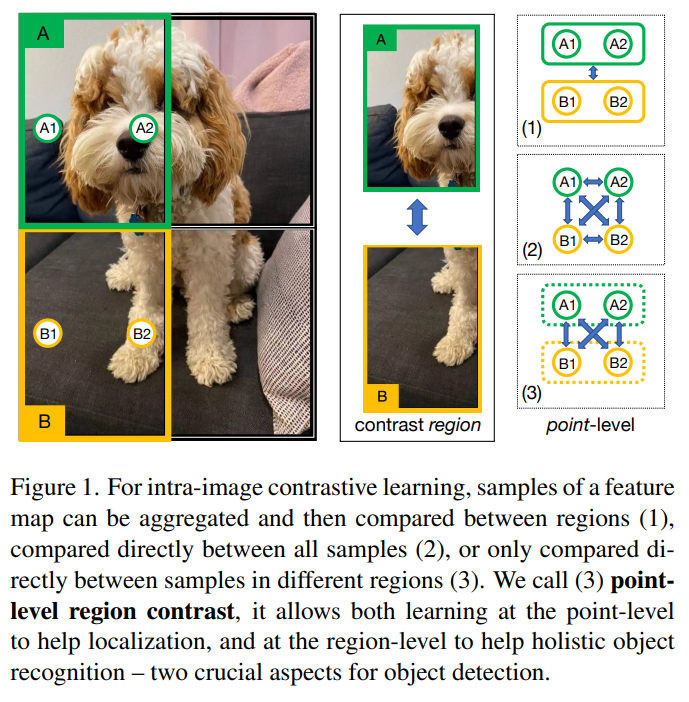 A
A1
A2
B1
B2
B
A
B
contrast region
A1 A2
B1 B2
(1)
A1 A2
B1 B2
(2)
A1 A2
B1 B2
(3)
point-level
Figure 1. For intra-image contrastive learning, samples of a feature
map can be aggregated and then compared between regions (1),
compared directly between all samples (2), or only compared di-
rectly between samples in different regions (3). We call (3) point-
level region contrast, it allows both learning at the point-level
to help localization, and at the region-level to help holistic object
recognition – two crucial aspects for object detection.